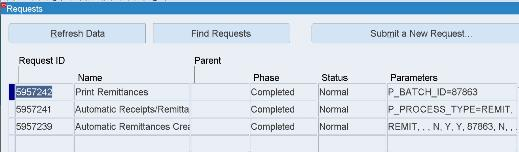 Requests
Refresh Data Find Requests Submit a New Request...
Request ID Parent
Name Phase Status Parameters
5957242 Print Remittances Completed Normal P_BATCH_ID=87863
5957241 Automatic Receipts/Remitta Completed Normal P_PROCESS_TYPE=REMIT,
5957239 Automatic Remittances Crea Completed Normal REMIT, , , N, Y, Y, 87863, N, ,